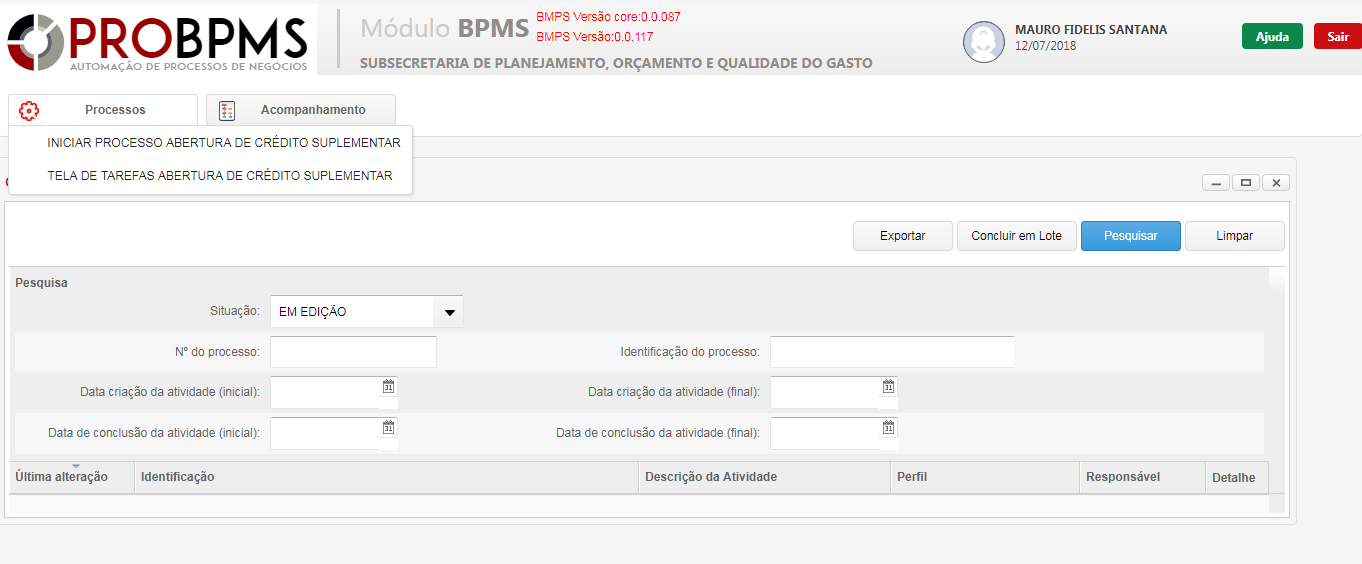 PROBPMS
AUTOMAÇÃO DE PROCESSOS DE NEGÓCIOS
Módulo BPMS
BMPS Versão core:0.0.087
BMPS Versão:0.0.117
SUBSECRETARIA DE PLANEJAMENTO, ORÇAMENTO E QUALIDADE DO GASTO
MAURO FIDELIS SANTANA
12/07/2018
Ajuda
Sair
Processos
Acompanhamento
INICIAR PROCESSO ABERTURA DE CRÉDITO SUPLEMENTAR
TELA DE TAREFAS ABERTURA DE CRÉDITO SUPLEMENTAR
Exportar
Concluir em Lote
Pesquisar
Limpar
Pesquisa
Situação:
EM EDIÇÃO
Nº do processo:
Identificação do processo:
Data criação da atividade (inicial):
31
Data criação da atividade (final):
31
Data de conclusão da atividade (inicial):
31
Data de conclusão da atividade (final):
31
Última alteração
Identificação
Descrição da Atividade
Perfil
Responsável
Detalhe